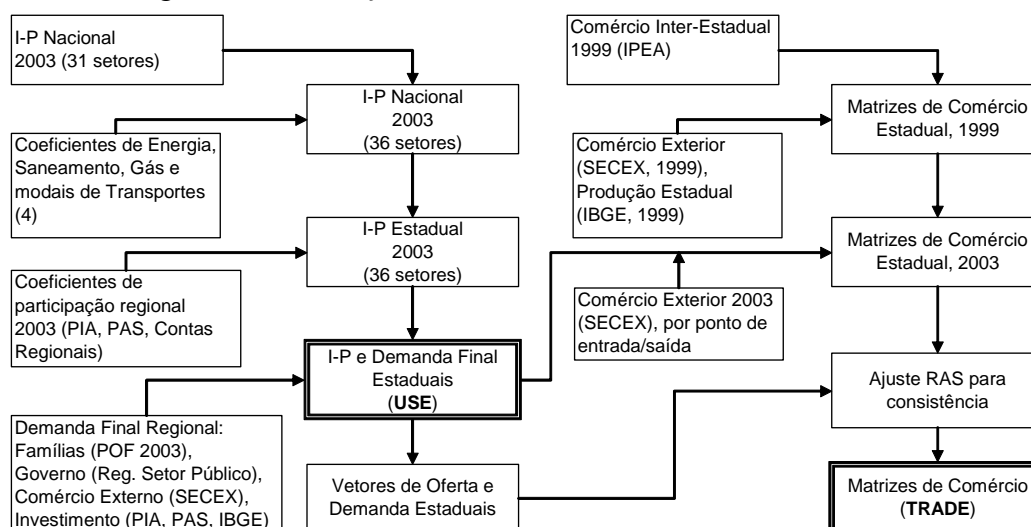 I-P Nacional
2003 (31 setores)
Comércio Inter-Estadual
1999 (IPEA)
I-P Nacional
2003
(36 setores)
Matrizes de Comércio
Estadual, 1999
Coeficientes de Energia,
Saneamento, Gás e
modais de Transportes
(4)
Comércio Exterior
(SECEX, 1999),
Produção Estadual
(IBGE, 1999)
I-P Estadual
2003
(36 setores)
Matrizes de Comércio
Estadual, 2003
Coeficientes de
participação regional
2003 (PIA, PAS, Contas
Regionais)
Comércio Exterior 2003
(SECEX), por ponto de
entrada/saída
I-P e Demanda Final
Estaduais
(USE)
Ajuste RAS para
consistência
Demanda Final Regional:
Famílias (POF 2003),
Governo (Reg. Setor Público),
Comércio Externo (SECEX),
Investimento (PIA, PAS, IBGE)
Vetores de Oferta e
Demanda Estaduais
Matrizes de Comércio
(TRADE)